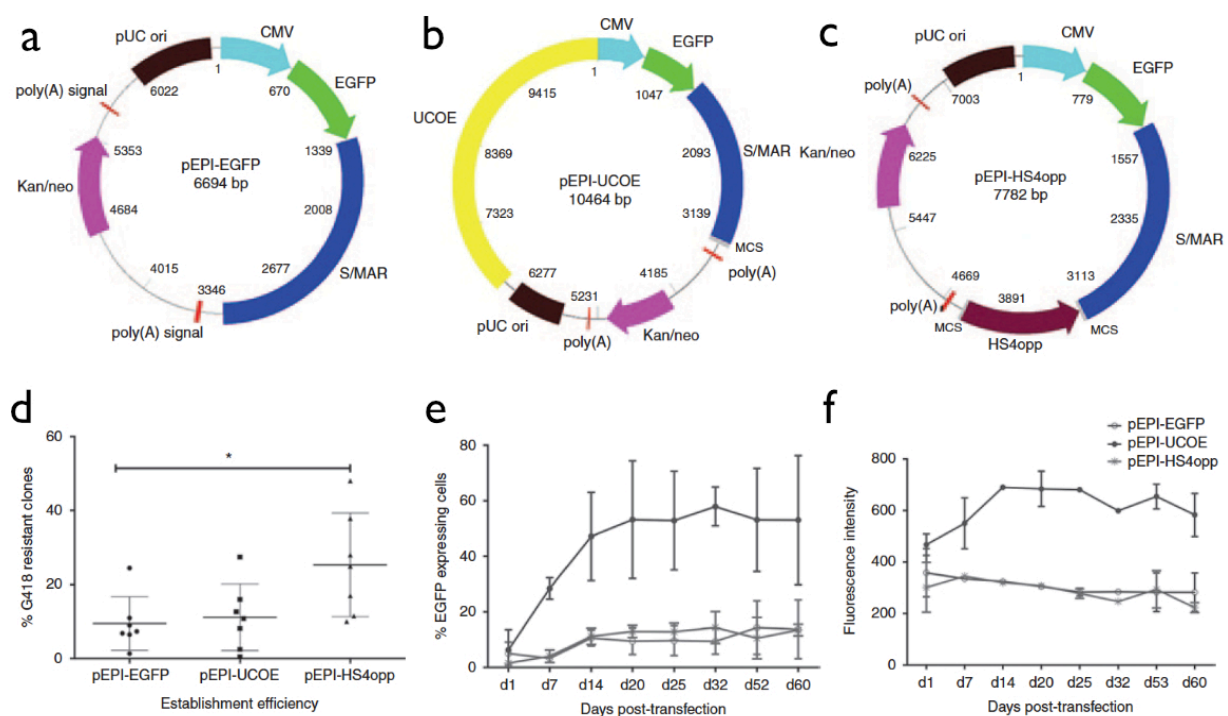 a
pUC ori
CMV
1
670
EGFP
1339
2008
S/MAR
2677
3346
poly(A) signal
4015
4684
Kan/neo
5353
poly(A) signal
6022
pEPI-EGFP
6694 bp
b
CMV
1
EGFP
1047
2093
S/MAR
3139
MCS
poly(A)
4185
Kan/neo
5231
poly(A)
pUC ori
6277
7323
8369
UCOE
9415
pEPI-UCOE
10464 bp
c
pUC ori
CMV
1
779
EGFP
1557
2335
S/MAR
3113
MCS
3891
HS4opp
MCS
poly(A)
4669
5447
Kan/neo
6225
poly(A)
7003
pEPI-HS4opp
7782 bp
d
% G418 resistant clones
60
40
20
0
*
pEPI-EGFP
pEPI-UCOE
pEPI-HS4opp
Establishment efficiency
e
% EGFP expressing cells
80
60
40
20
0
d1
d7
d14
d20
d25
d32
d52
d60
Days post-transfection
f
pEPI-EGFP
pEPI-UCOE
pEPI-HS4opp
Fluorescence intensity
800
600
400
200
0
d1
d7
d14
d20
d25
d32
d53
d60
Days post-transfection